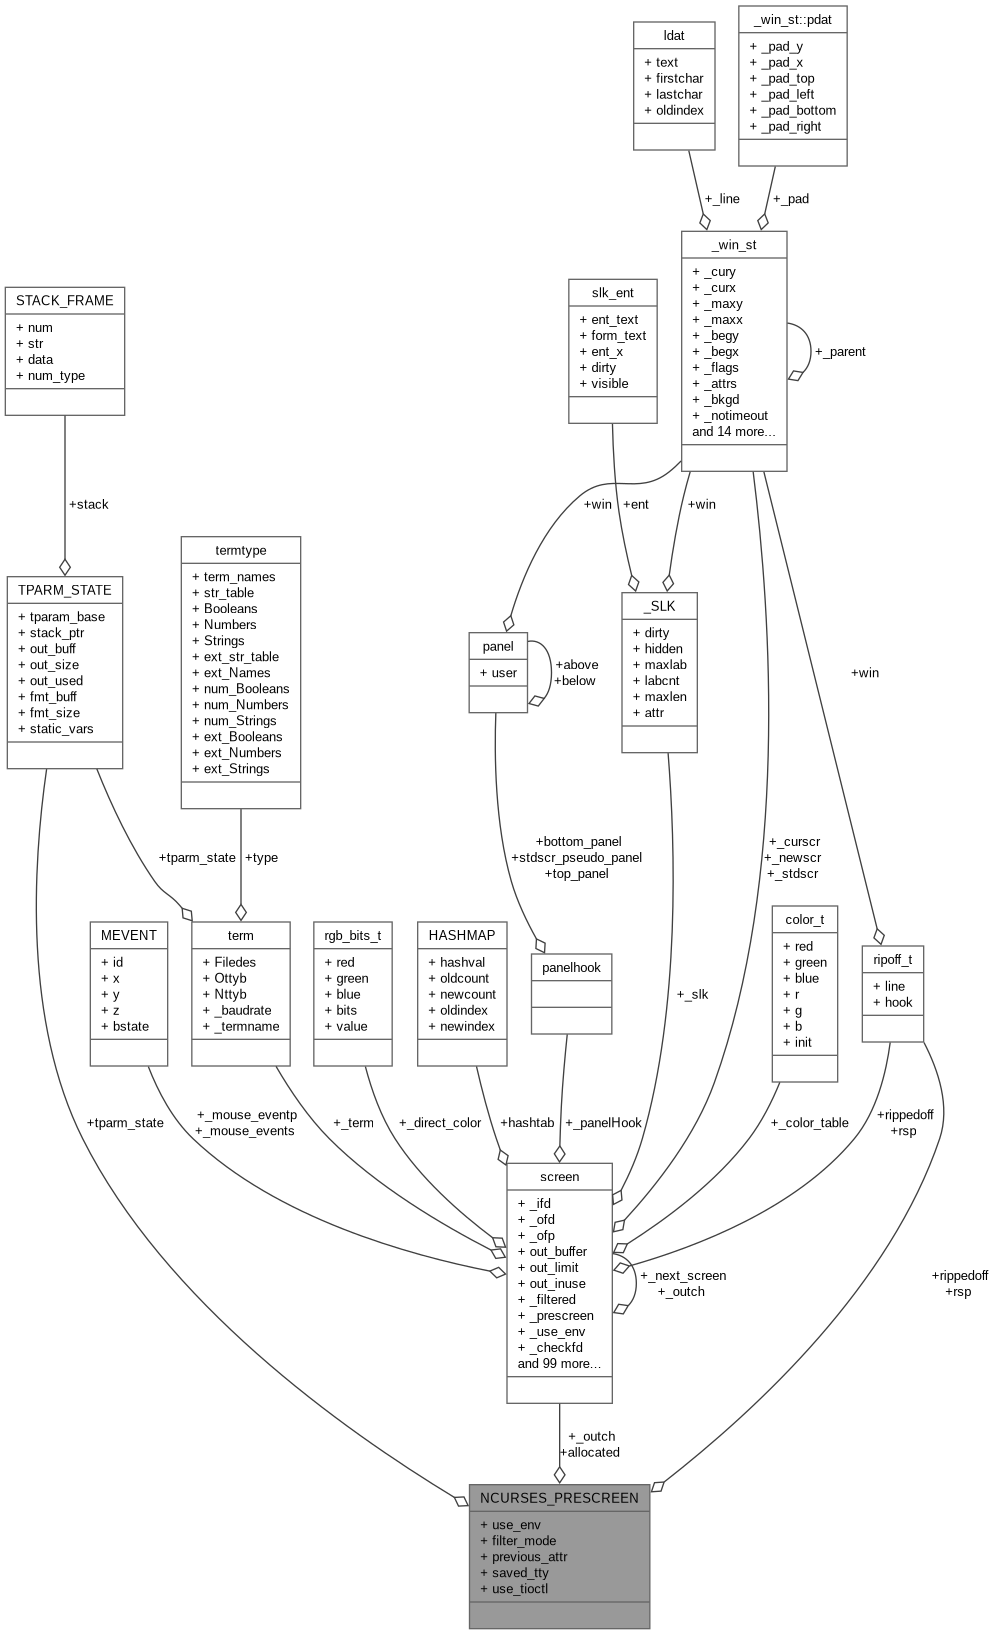 ldat
+ text
+ firstchar
+ lastchar
+ oldindex
_win_st::pdat
+ _pad_y
+ _pad_x
+ _pad_top
+ _pad_left
+ _pad_bottom
+ _pad_right
+_line
+_pad
_win_st
+ _cury
+ _curx
+ _maxy
+ _maxx
+ _begy
+ _begx
+ _flags
+ _attrs
+ _bkgd
+ _notimeout
and 14 more...
+_parent
STACK_FRAME
+ num
+ str
+ data
+ num_type
slk_ent
+ ent_text
+ form_text
+ ent_x
+ dirty
+ visible
+stack
+win
+ent
+win
TPARM_STATE
+ tparam_base
+ stack_ptr
+ out_buff
+ out_size
+ out_used
+ fmt_buff
+ fmt_size
+ static_vars
termtype
+ term_names
+ str_table
+ Booleans
+ Numbers
+ Strings
+ ext_str_table
+ ext_Names
+ num_Booleans
+ num_Numbers
+ num_Strings
+ ext_Booleans
+ ext_Numbers
+ ext_Strings
panel
+ user
+above
+below
_SLK
+ dirty
+ hidden
+ maxlab
+ labcnt
+ maxlen
+ attr
+win
+tparm_state
+type
+bottom_panel
+stdscr_pseudo_panel
+top_panel
+_curscr
+_newscr
+_stdscr
MEVENT
+ id
+ x
+ y
+ z
+ bstate
term
+ Filedes
+ Ottyb
+ Nttyb
+ _baudrate
+ _termname
rgb_bits_t
+ red
+ green
+ blue
+ bits
+ value
HASHMAP
+ hashval
+ oldcount
+ newcount
+ oldindex
+ newindex
panelhook
+_slk
color_t
+ red
+ green
+ blue
+ r
+ g
+ b
+ init
ripoff_t
+ line
+ hook
+tparm_state
+_mouse_eventp
+_mouse_events
+_term
+_direct_color
+hashtab
+_panelHook
+_color_table
+rippedoff
+rsp
screen
+ _ifd
+ _ofd
+ _ofp
+ out_buffer
+ out_limit
+ out_inuse
+ _filtered
+ _prescreen
+ _use_env
+ _checkfd
and 99 more...
+_next_screen
+_outch
+rippedoff
+rsp
+_outch
+allocated
NCURSES_PRESCREEN
+ use_env
+ filter_mode
+ previous_attr
+ saved_tty
+ use_tioctl